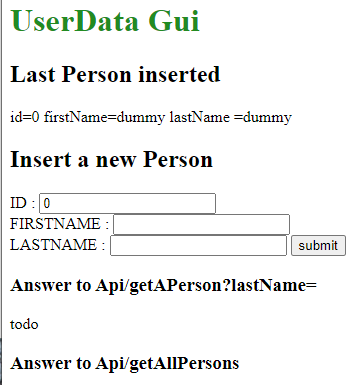 UserData Gui
Last Person inserted
id=0 firstName=dummy lastName =dummy
Insert a new Person
ID : 0
FIRSTNAME :
LASTNAME : submit
Answer to Api/getAPerson?lastName=
todo
Answer to Api/getAllPersons